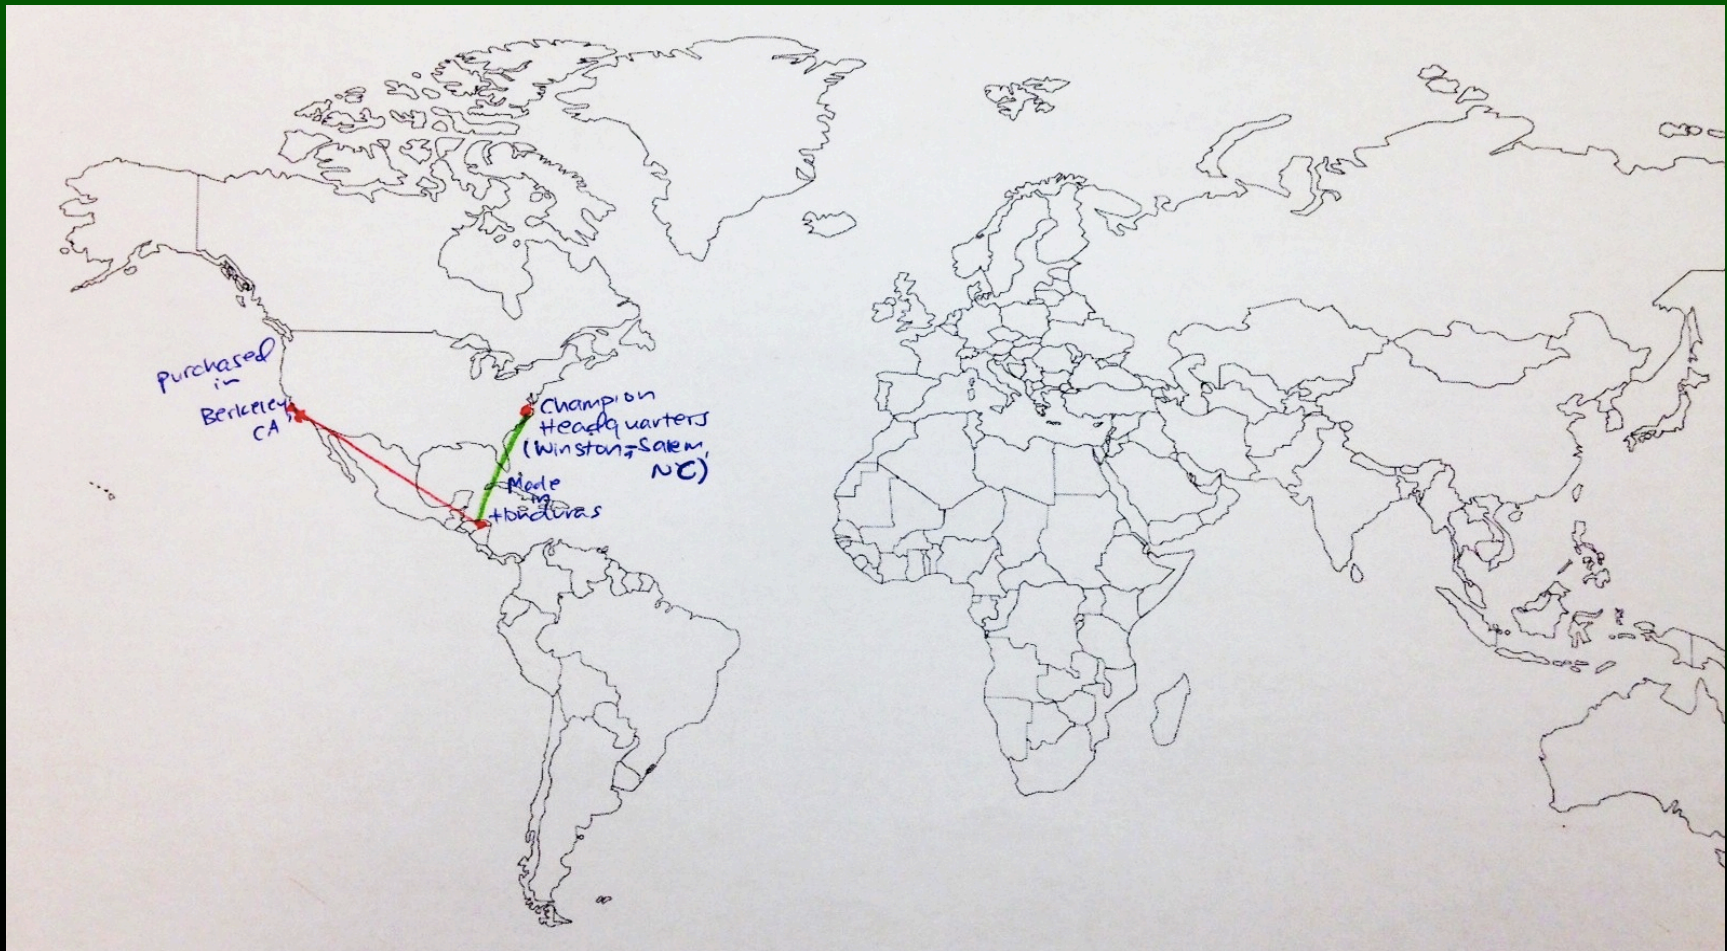 purchased
in
Berkeley,
CA
Champion
Headquarters
(Winston-Salem,
NC)
Made
in
Honduras